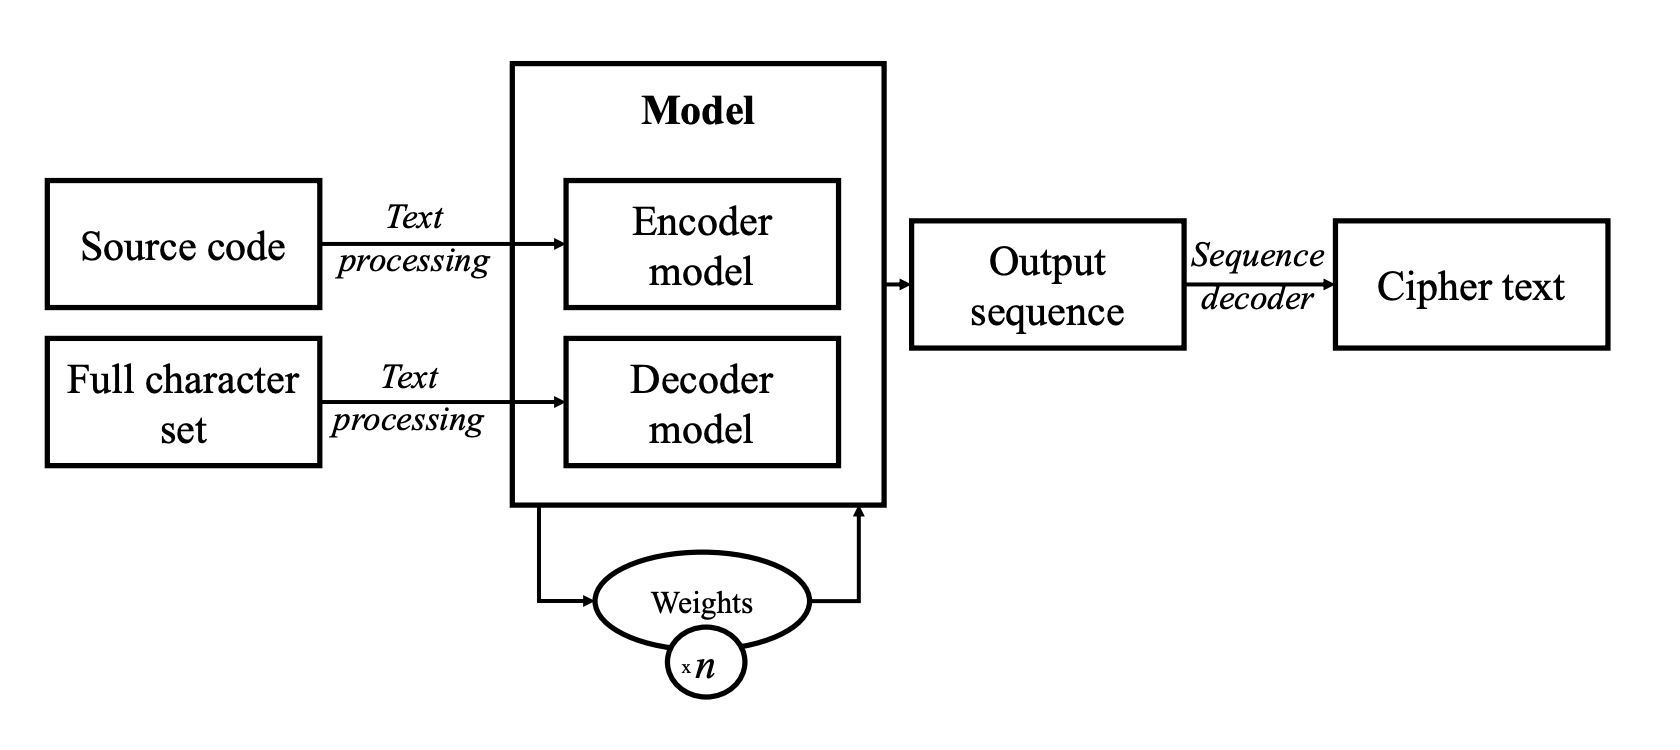 Model
Source code
Text
processing
Encoder
model
Full character
set
Text
processing
Decoder
model
Output
sequence
Sequence
decoder
Cipher text
Weights
x n